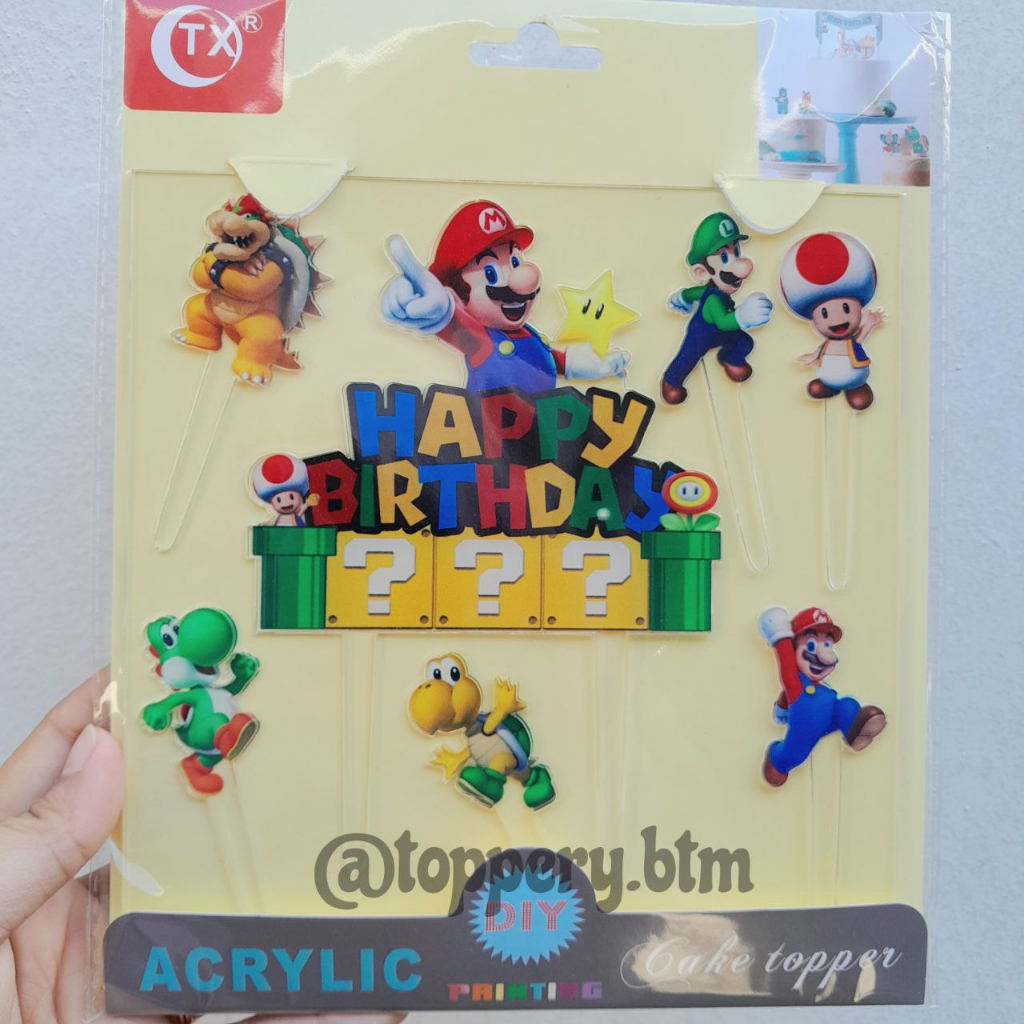 TX®
M
L
HAPPY
BIRTHDAY
? ? ?
M
@toppery.btm
DIY
ACRYLIC
PRINTING
Cake topper